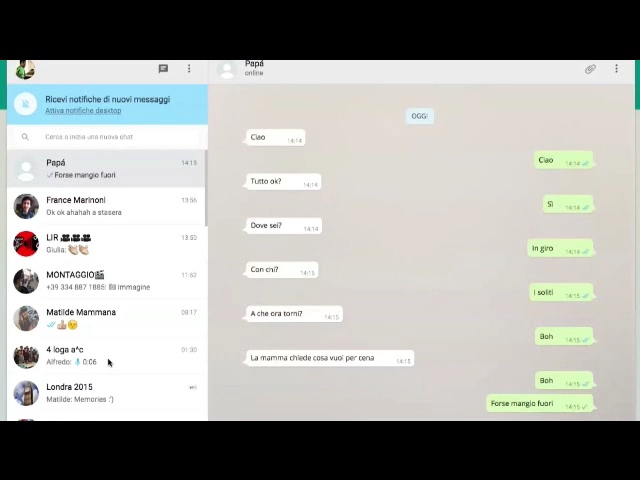 Papá
online
Ricevi notifiche di nuovi messaggi
Attiva notifiche desktop
Cerca o inizia una nuova chat
Papá
14:15
Forse mangio fuori
France Marinoni
13:56
Ok ok ahahah a stasera
LIR
13:50
Giulia:
MONTAGGIO
11:52
+39 334 887 1885: Immagine
Matilde Mammana
09:17
4 loga a^c
01:30
Alfredo: 0:06
Londra 2015
ieri
Matilde: Memories :')
OGGI
Ciao
14:14
Ciao
14:14
Tutto ok?
14:14
Sì
14:14
Dove sei?
14:14
In giro
14:14
Con chi?
14:15
I soliti
14:15
A che ora torni?
14:15
Boh
14:15
La mamma chiede cosa vuoi per cena
14:15
Boh
14:15
Forse mangio fuori
14:15